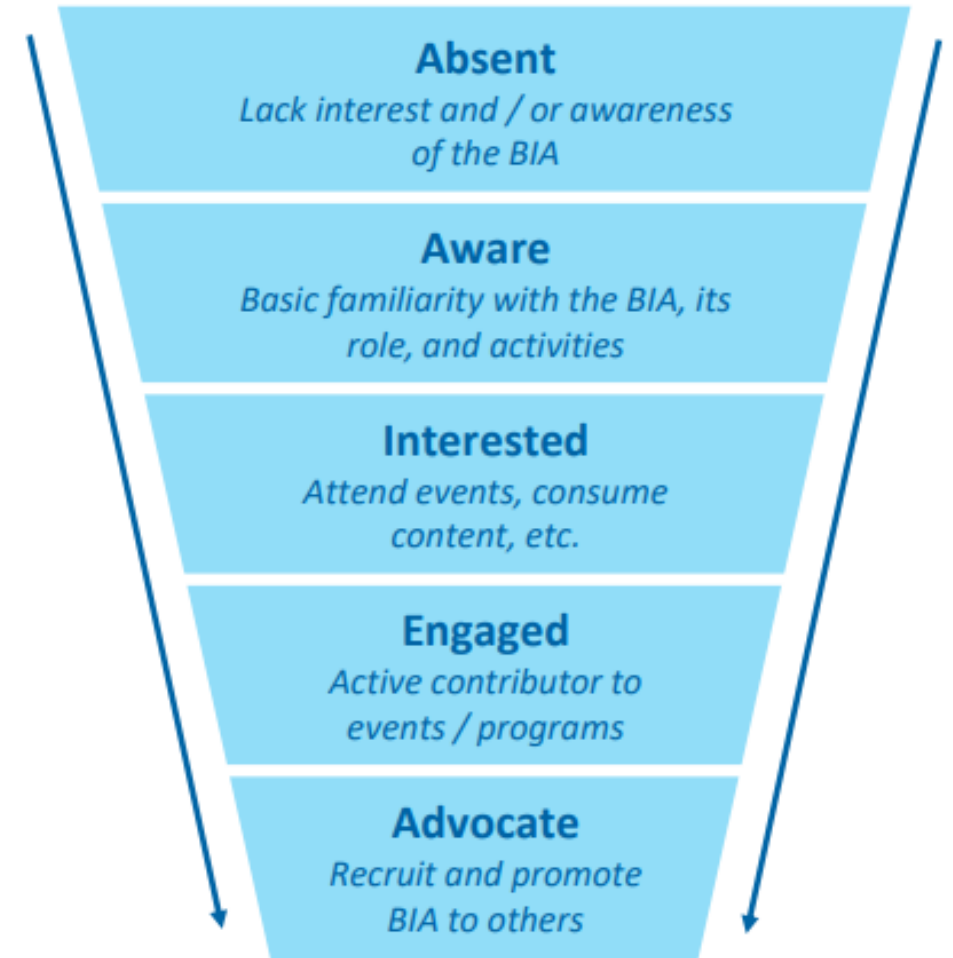 Absent
Lack interest and / or awareness
of the BIA
Aware
Basic familiarity with the BIA, its
role, and activities
Interested
Attend events, consume
content, etc.
Engaged
Active contributor to
events / programs
Advocate
Recruit and promote
BIA to others